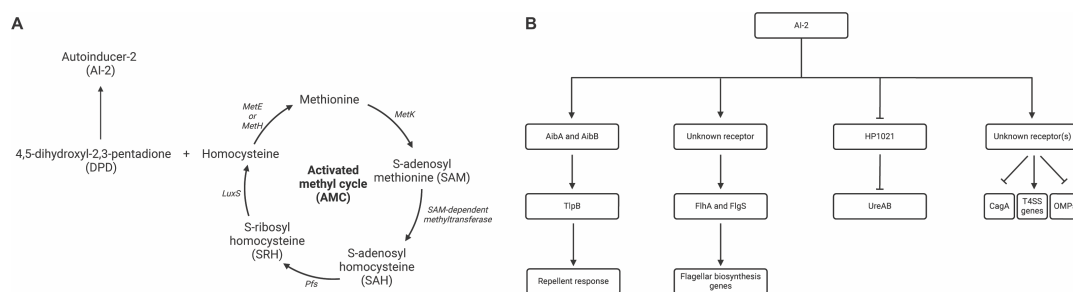 A
Autoinducer-2
(AI-2)
4,5-dihydroxyl-2,3-pentadione
(DPD)
+
Homocysteine
MetE
or
MetH
Methionine
MetK
S-adenosyl
methionine (SAM)
SAM-dependent
methyltransferase
S-adenosyl
homocysteine
(SAH)
Pfs
S-ribosyl
homocysteine
(SRH)
LuxS
Activated
methyl cycle
(AMC)
B
AI-2
AibA and AibB
Unknown receptor
HP1021
Unknown receptor(s)
TlpB
FlhA and FlgS
UreAB
CagA
T4SS
genes
Repellent response
Flagellar biosynthesis
genes